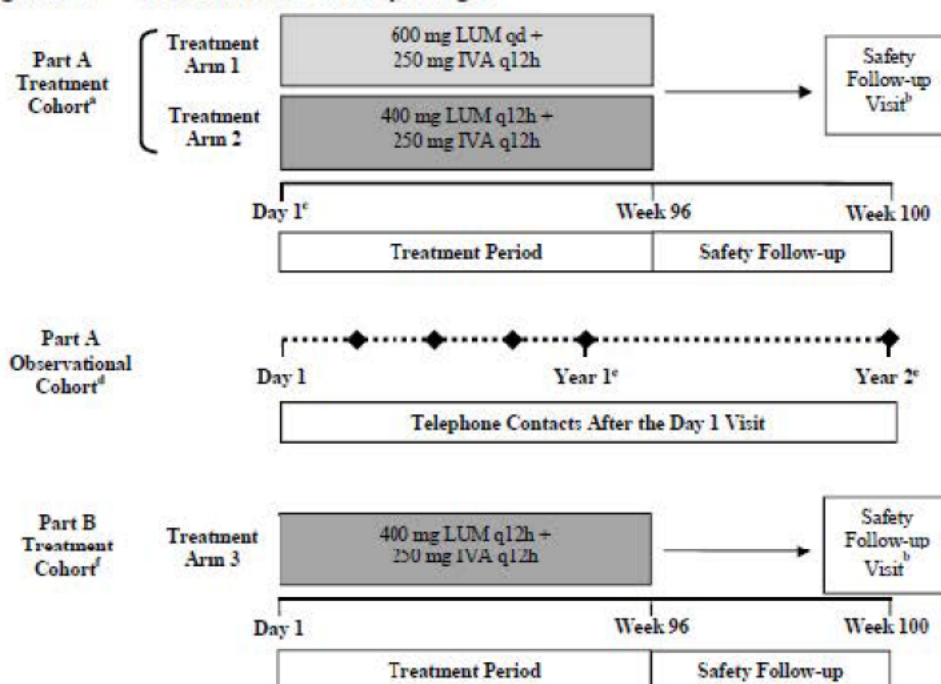 600 mg LUM qd +
250 mg IVA q12h
Treatment
Arm 1
Part A
Treatment
Cohortᵃ
Safety
Follow-up
Visitᵇ
Treatment
Arm 2
400 mg LUM q12h +
250 mg IVA q12h
Day 1ᶜ
Week 96
Week 100
Treatment Period
Safety Follow-up
Part A
Observational
Cohortᵈ
Day 1
Year 1ᵉ
Year 2ᵉ
Telephone Contacts After the Day 1 Visit
Part B
Treatment
Cohortᶠ
Treatment
Arm 3
400 mg LUM q12h +
250 mg IVA q12h
Safety
Follow-up
Visitᵇ
Day 1
Week 96
Week 100
Treatment Period
Safety Follow-up